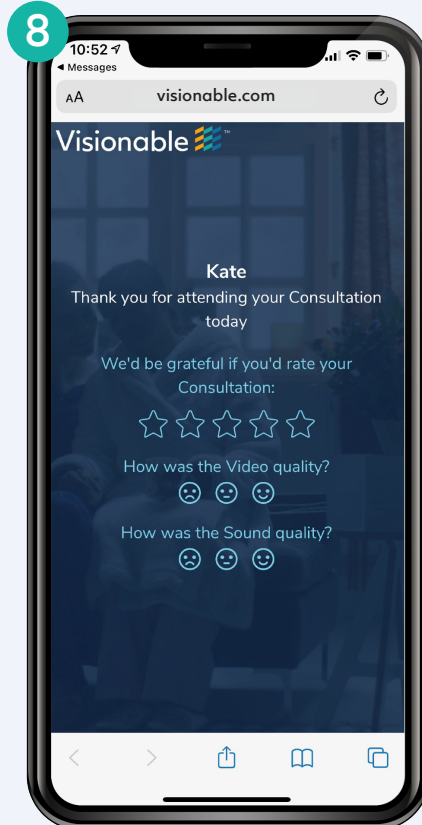 8
10:52
Messages
AA
visionable.com
Visionable ™
Kate
Thank you for attending your Consultation
today
We'd be grateful if you'd rate your
Consultation:
How was the Video quality?
How was the Sound quality?